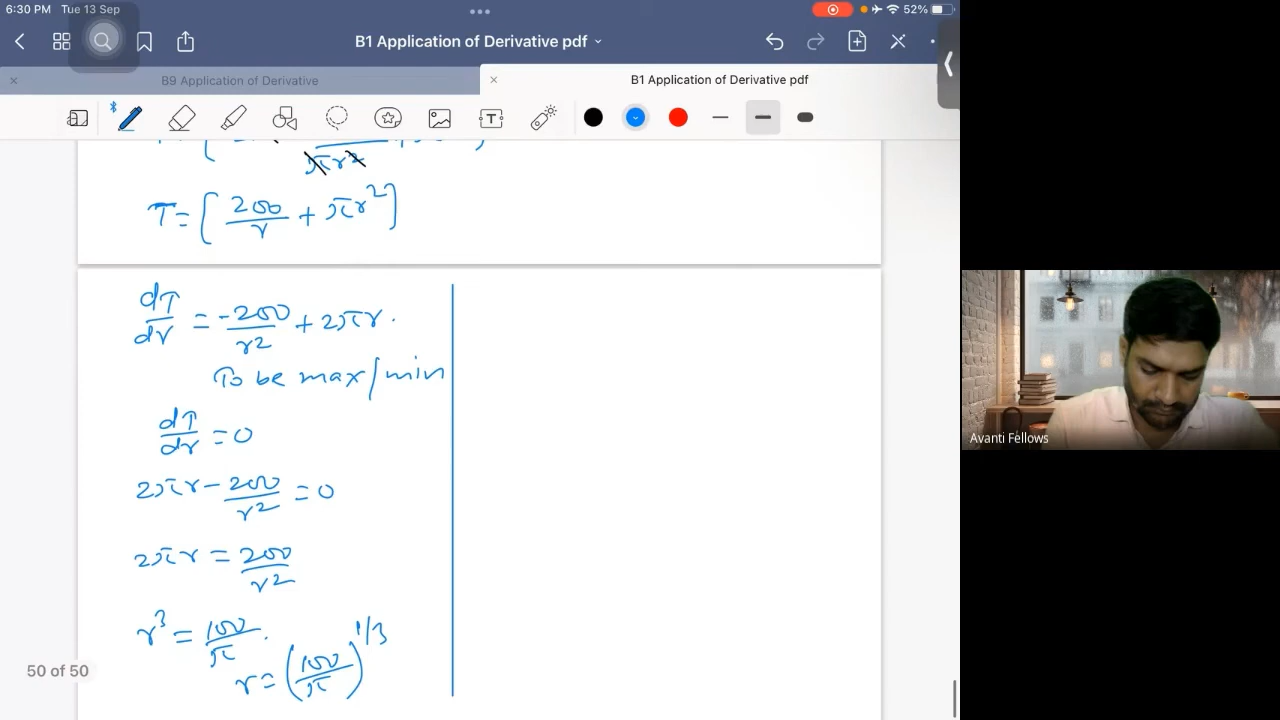 6:30 PM Tue 13 Sep
52%
B1 Application of Derivative pdf
B9 Application of Derivative
B1 Application of Derivative pdf
πr²
T = [200/r + πr²]
dT/dr = -200/r² + 2πr.
To be max/min
dT/dr = 0
2πr - 200/r² = 0
2πr = 200/r²
r³ = 100/π.
r = (100/π)^1/3
50 of 50
Avanti Fellows